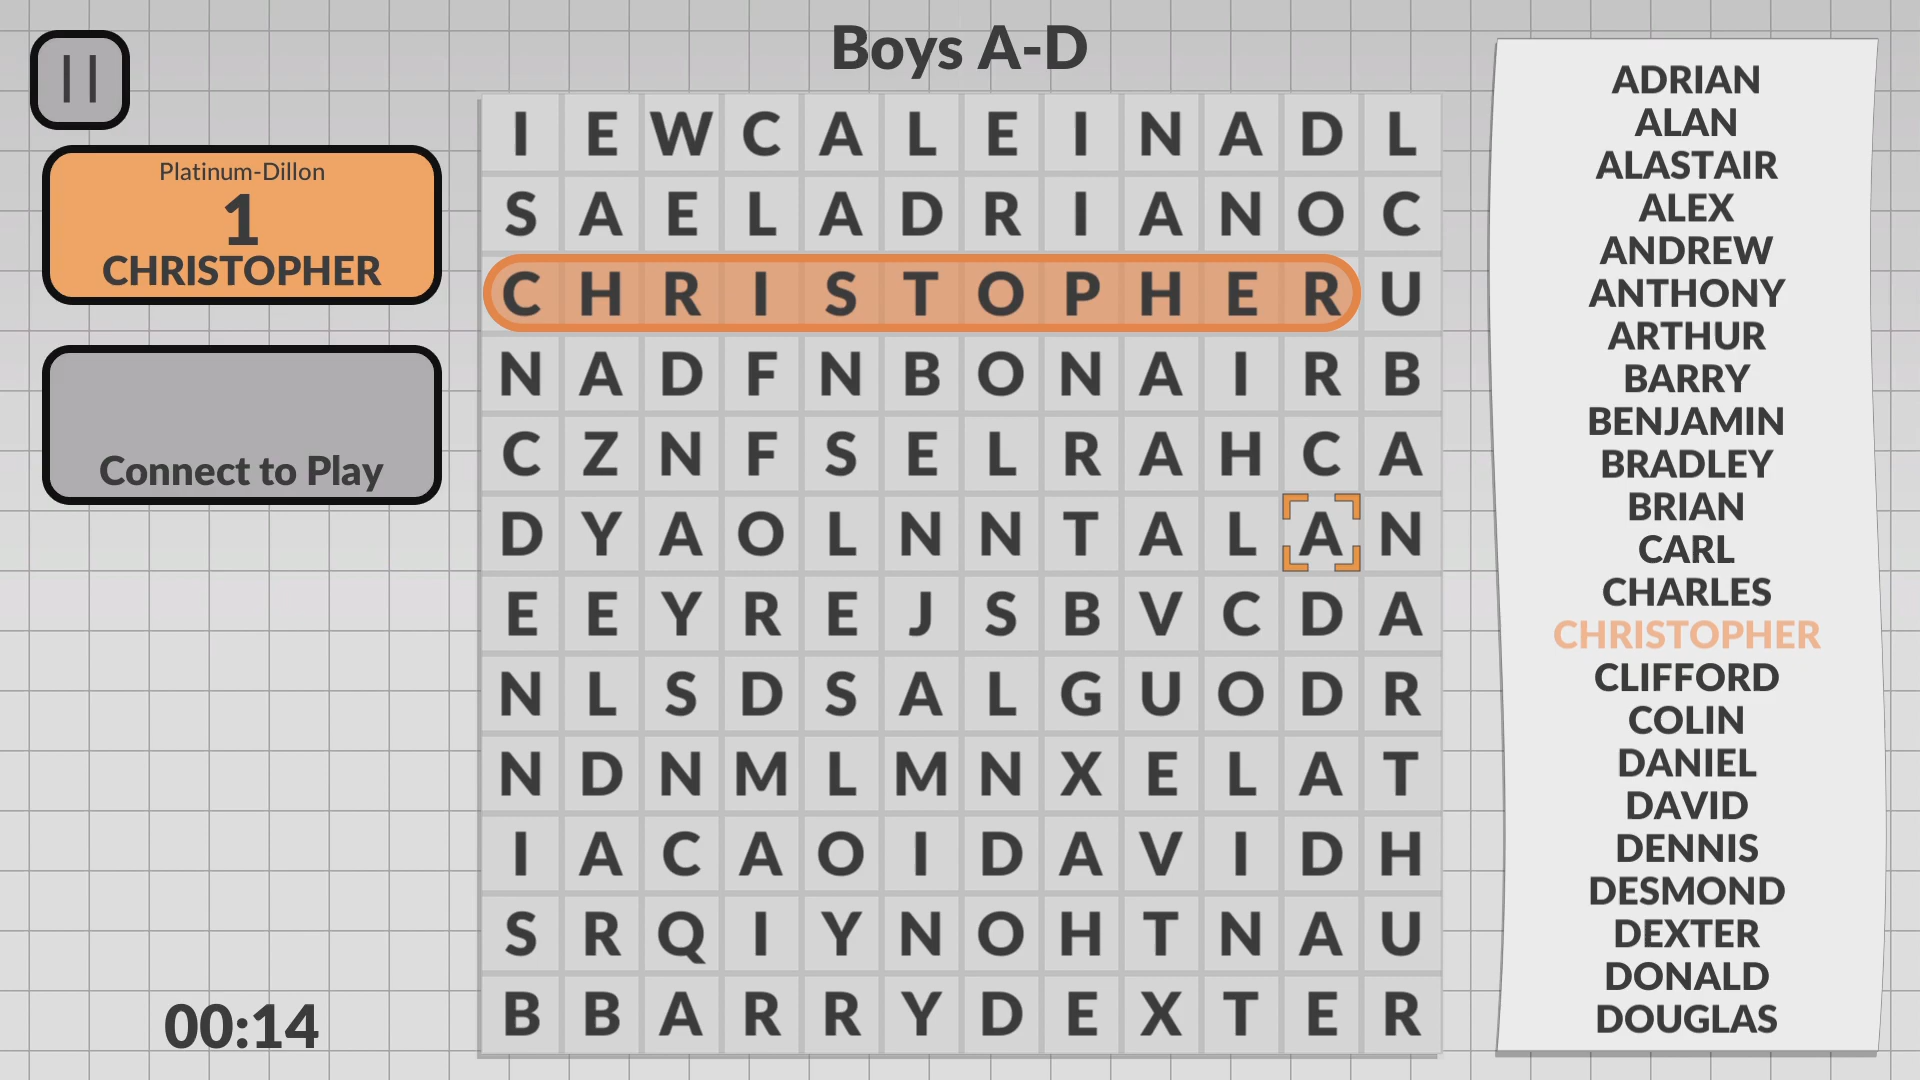 Boys A-D
Platinum-Dillon
1
CHRISTOPHER
Connect to Play
00:14
I E W C A L E I N A D L
S A E L A D R I A N O C
C H R I S T O P H E R U
N A D F N B O N A I R B
C Z N F S E L R A H C A
D Y A O L N N T A L A N
E E Y R E J S B V C D A
N L S D S A L G U O D R
N D N M L M N X E L A T
I A C A O I D A V I D H
S R Q I Y N O H T N A U
B B A R R Y D E X T E R
ADRIAN
ALAN
ALASTAIR
ALEX
ANDREW
ANTHONY
ARTHUR
BARRY
BENJAMIN
BRADLEY
BRIAN
CARL
CHARLES
CHRISTOPHER
CLIFFORD
COLIN
DANIEL
DAVID
DENNIS
DESMOND
DEXTER
DONALD
DOUGLAS